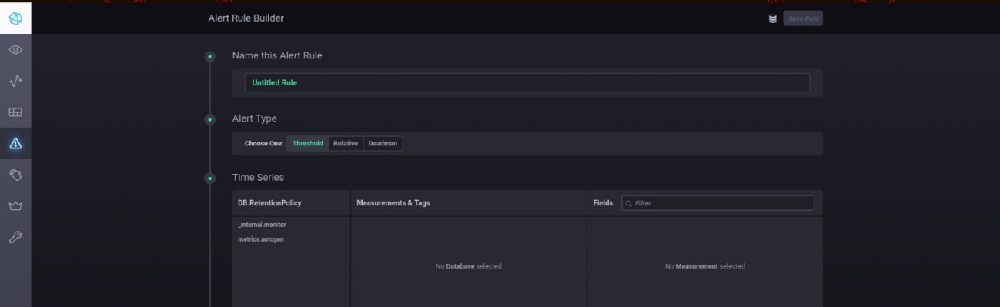 Alert Rule Builder
Save Rule
Name this Alert Rule
Untitled Rule
Alert Type
Choose One: Threshold Relative Deadman
Time Series
DB.RetentionPolicy Measurements & Tags Fields Filter
_internal.monitor
metrics.autogen
No Database selected No Measurement selected